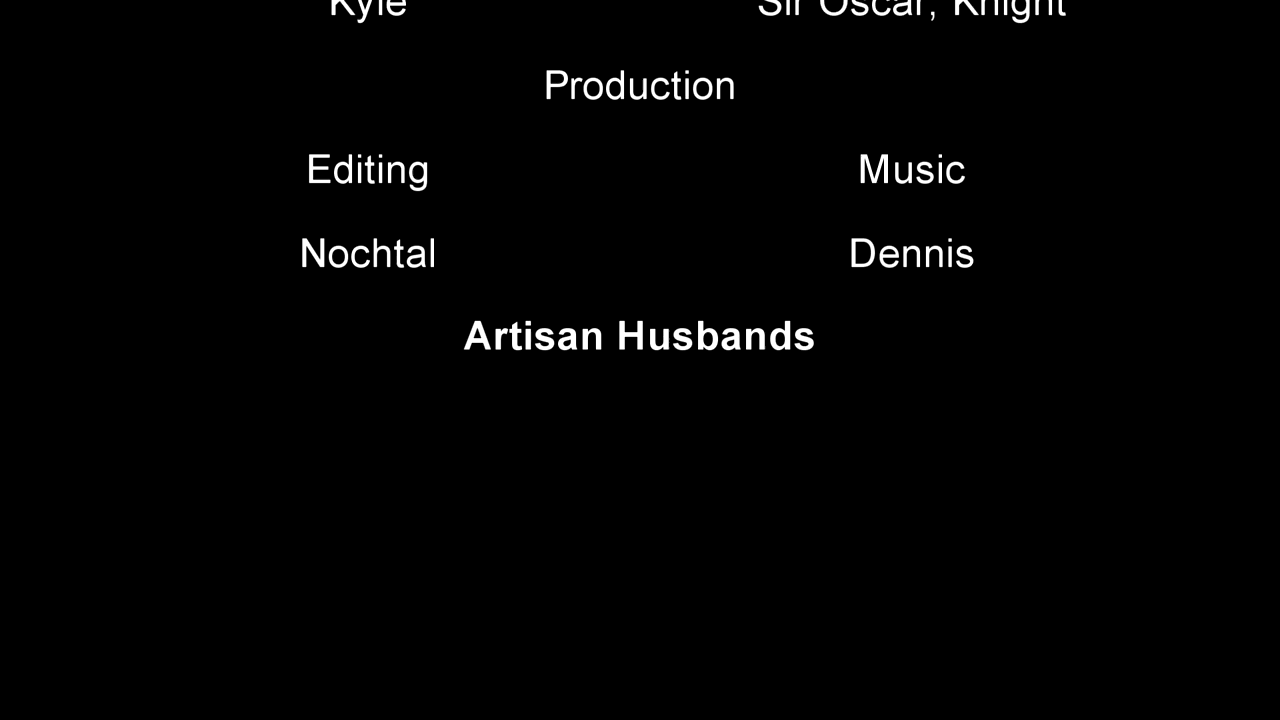 Kyle Sir Oscar, Knight
Production
Editing Music
Nochtal Dennis
Artisan Husbands